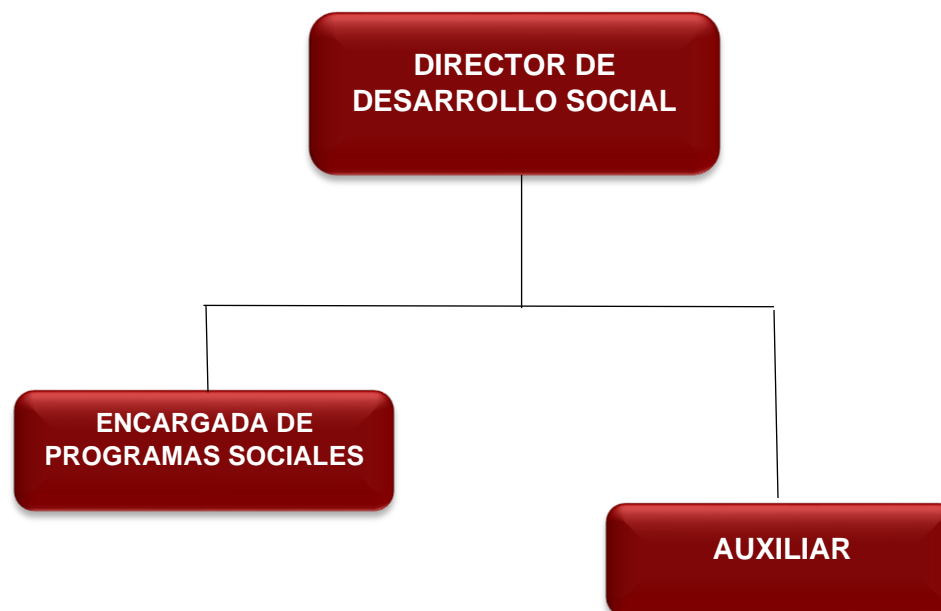 DIRECTOR DE
DESARROLLO SOCIAL
ENCARGADA DE
PROGRAMAS SOCIALES
AUXILIAR